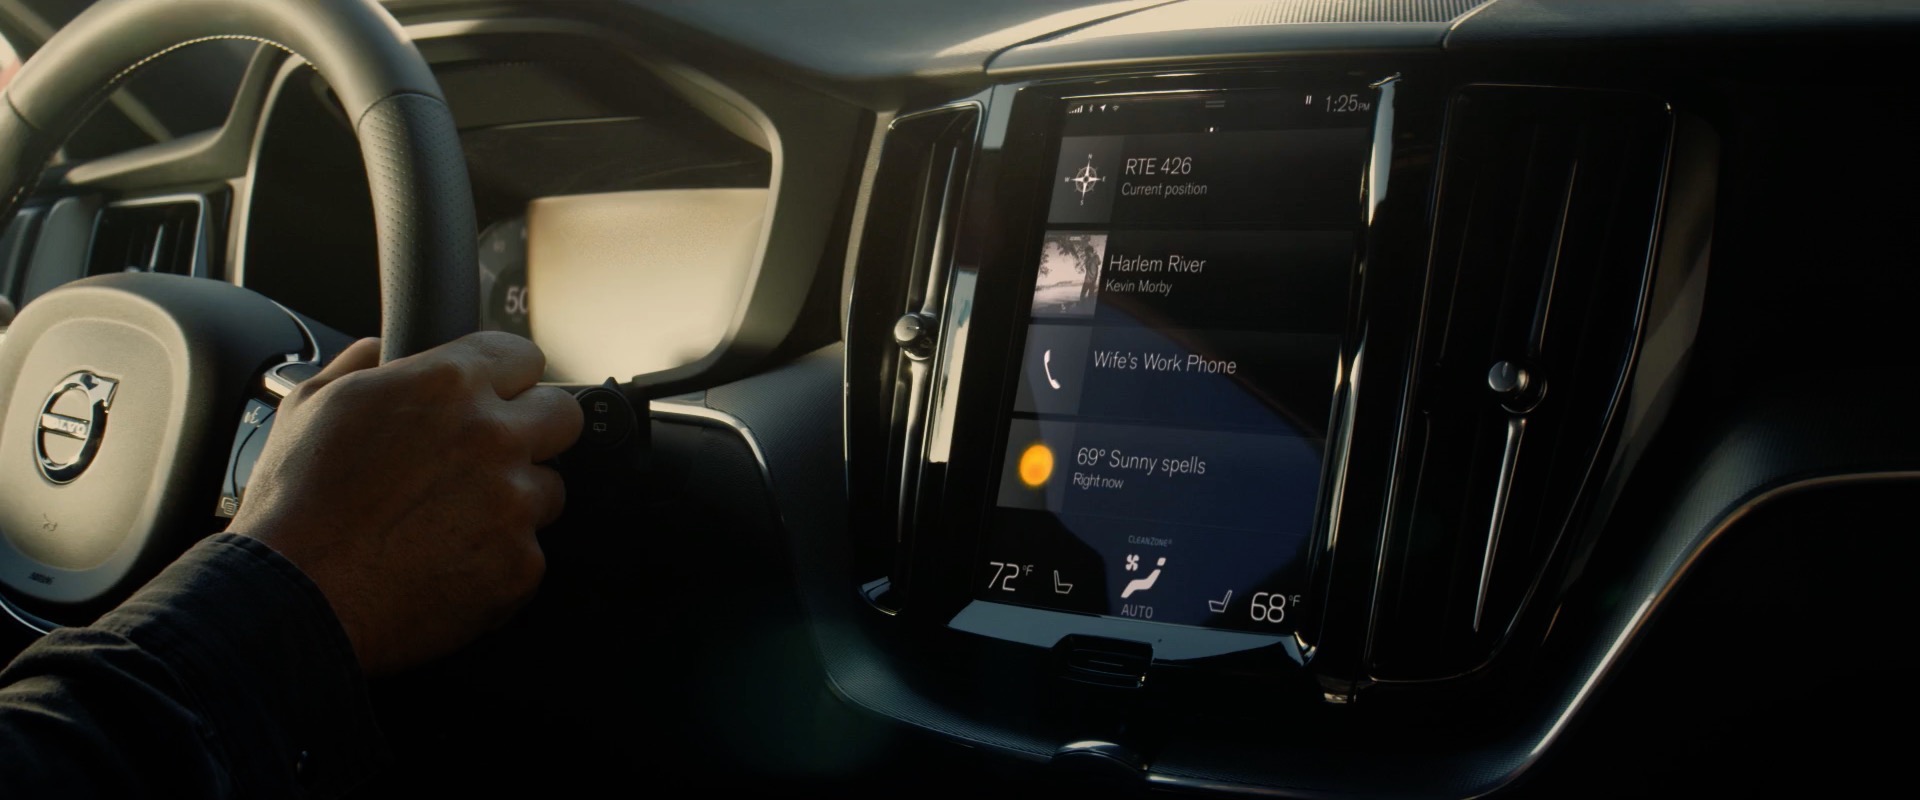 1:25PM
N
W E
S
RTE 426
Current position
Harlem River
Kevin Morby
50
Wife's Work Phone
VOLVO
69° Sunny spells
Right now
CLEANZONE®
72°F
AUTO
68°F